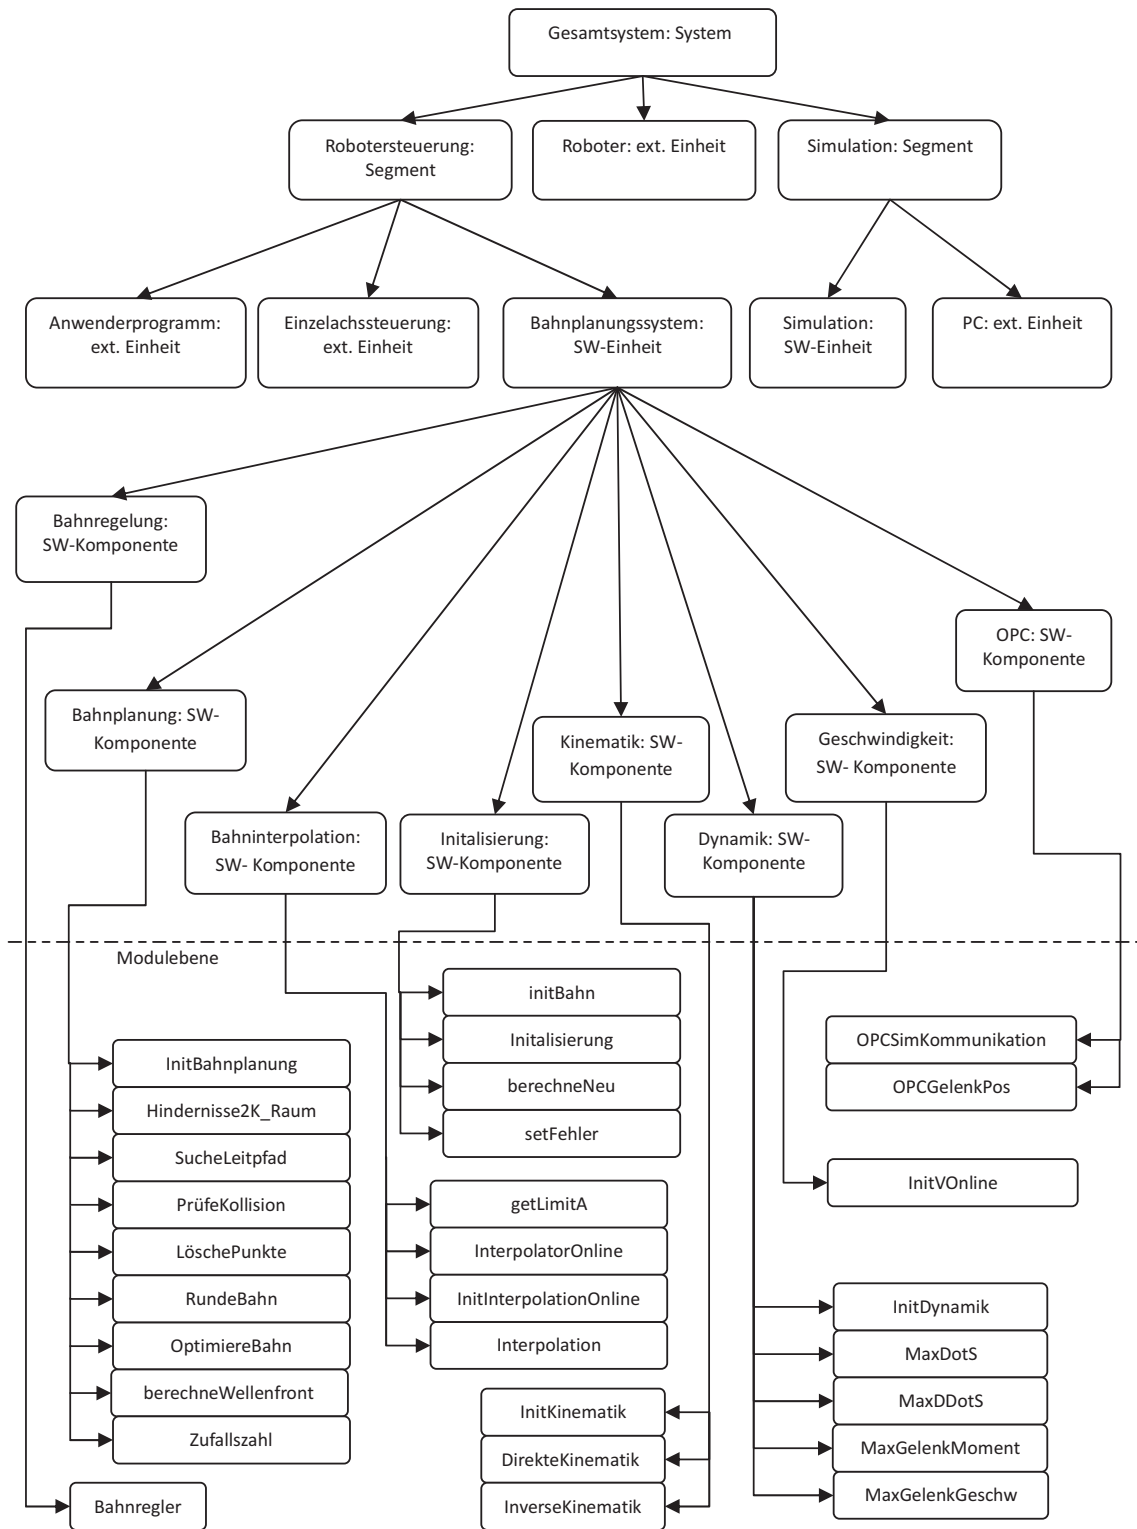 Gesamtsystem: System
Robotersteuerung:
Segment
Roboter: ext. Einheit
Simulation: Segment
Anwenderprogramm:
ext. Einheit
Einzelachssteuerung:
ext. Einheit
Bahnplanungssystem:
SW-Einheit
Simulation:
SW-Einheit
PC: ext. Einheit
Bahnregelung:
SW-Komponente
OPC: SW-
Komponente
Bahnplanung: SW-
Komponente
Kinematik: SW-
Komponente
Geschwindigkeit:
SW- Komponente
Bahninterpolation:
SW- Komponente
Initalisierung:
SW-Komponente
Dynamik: SW-
Komponente
Modulebene
initBahn
Initalisierung
berechneNeu
setFehler
OPCSimKommunikation
OPCGelenkPos
InitBahnplanung
Hindernisse2K_Raum
SucheLeitpfad
PrüfeKollision
LöschePunkte
RundeBahn
OptimiereBahn
berechneWellenfront
Zufallszahl
getLimitA
InterpolatorOnline
InitInterpolationOnline
Interpolation
InitVOnline
InitDynamik
MaxDotS
MaxDDotS
MaxGelenkMoment
MaxGelenkGeschw
InitKinematik
DirekteKinematik
InverseKinematik
Bahnregler